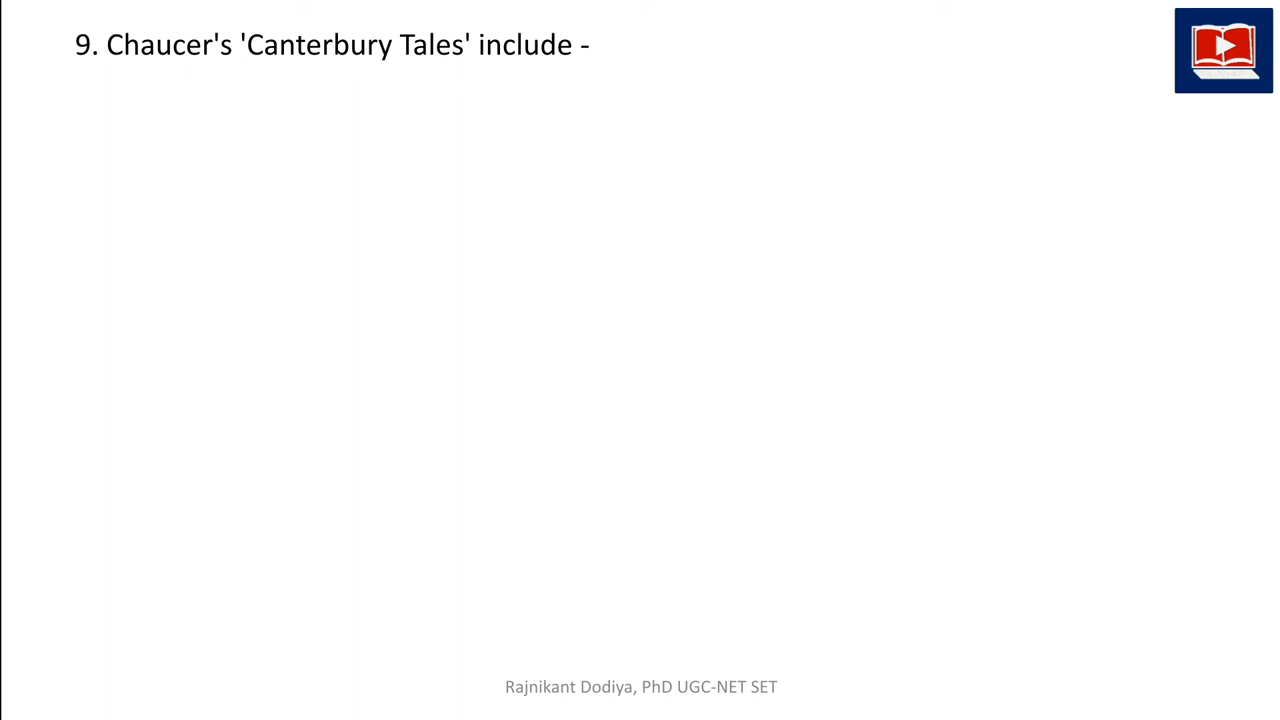 9. Chaucer's 'Canterbury Tales' include -
Rajnikant Dodiya, PhD UGC-NET SET